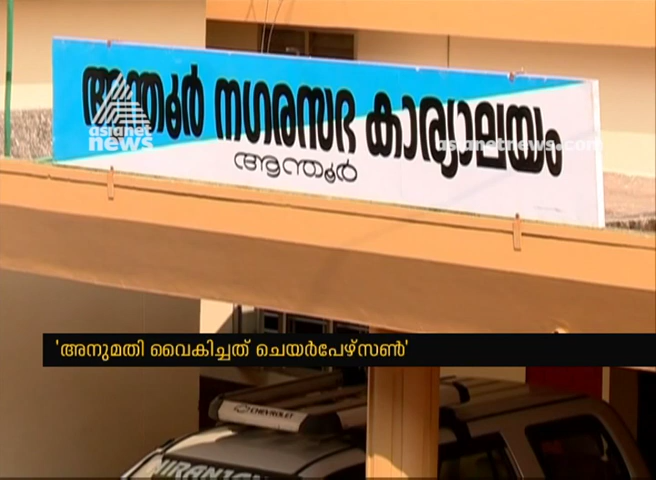 ആന്തൂർ നഗരസഭ കാര്യാലയം
ആന്തൂർ
asianet
news
asianetnews.com
'അനുമതി വൈകിച്ചത് ചെയർപേഴ്സൺ'
CHEVROLET